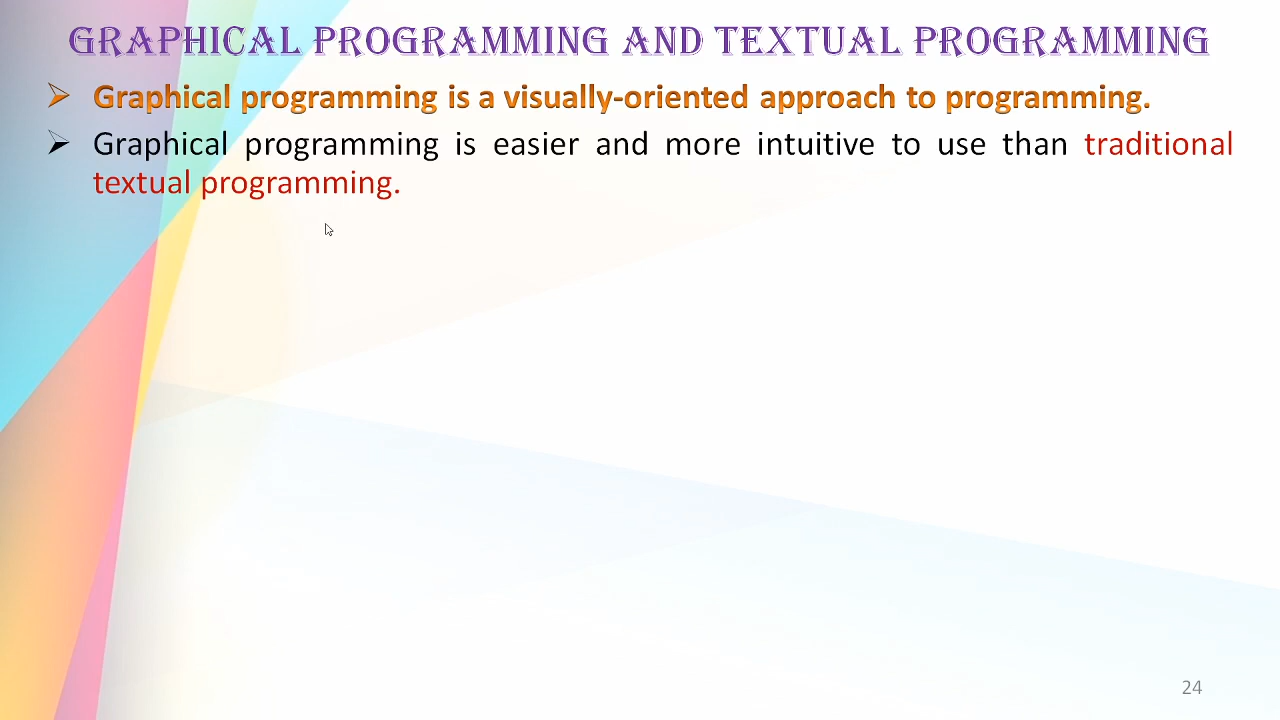 GRAPHICAL PROGRAMMING AND TEXTUAL PROGRAMMING
➢ Graphical programming is a visually-oriented approach to programming.
➢ Graphical programming is easier and more intuitive to use than traditional
textual programming.
24